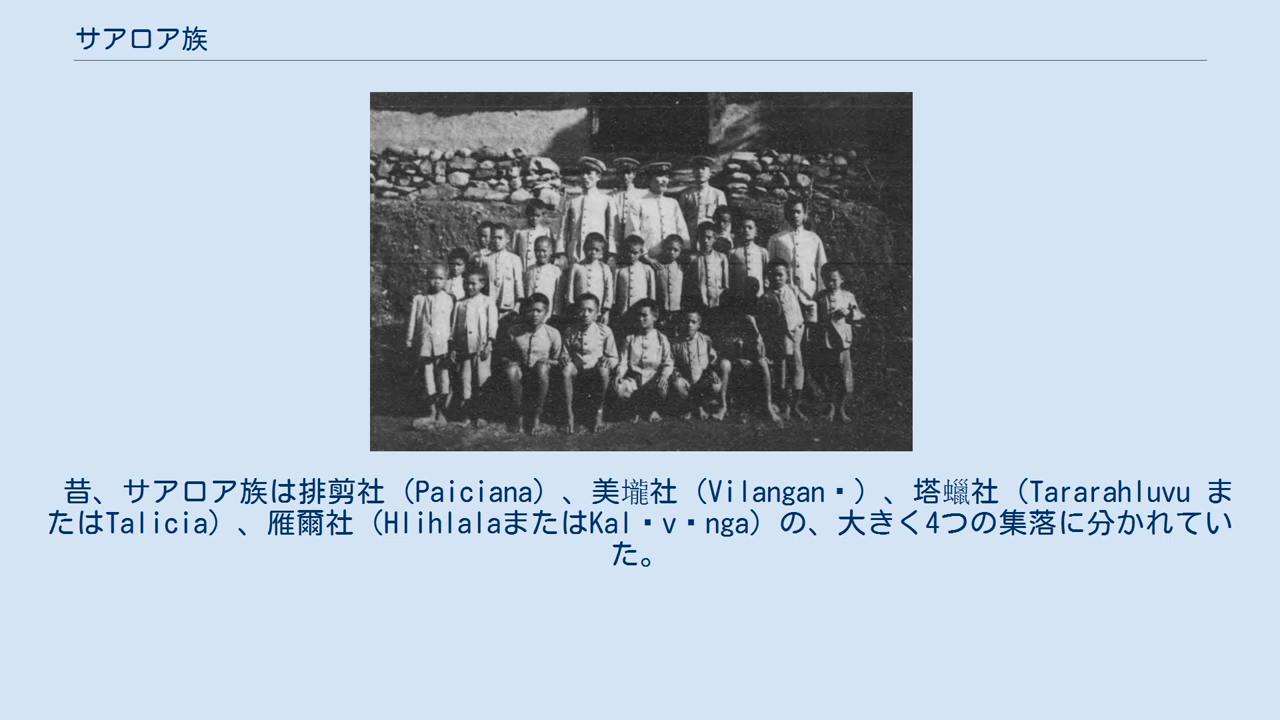 サアロア族
昔、サアロア族は排剪社（Paiciana）、美壠社（Vilangan▪）、塔蠟社（Tararahluvu ま
たはTalicia）、雁爾社（HlihlalaまたはKal▪v▪nga）の、大きく4つの集落に分かれてい
た。